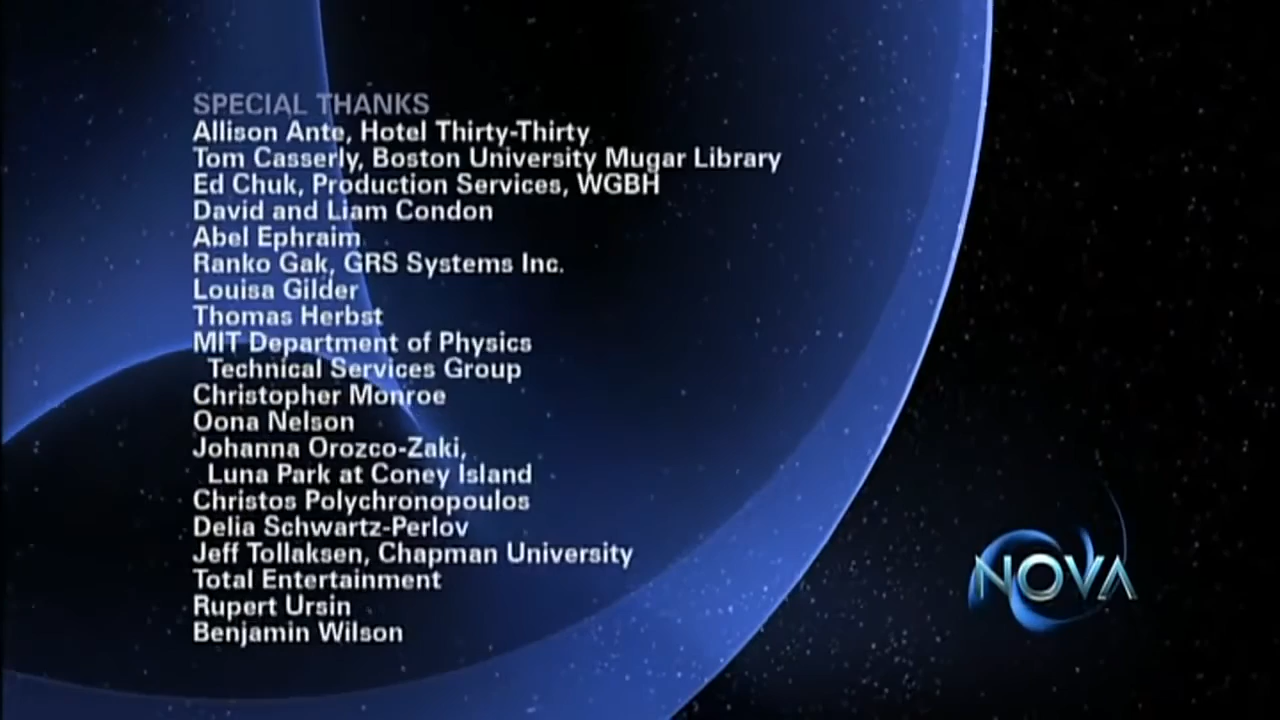 SPECIAL THANKS
Allison Ante, Hotel Thirty-Thirty
Tom Casserly, Boston University Mugar Library
Ed Chuk, Production Services, WGBH
David and Liam Condon
Abel Ephraim
Ranko Gak, GRS Systems Inc.
Louisa Gilder
Thomas Herbst
MIT Department of Physics
Technical Services Group
Christopher Monroe
Oona Nelson
Johanna Orozco-Zaki,
Luna Park at Coney Island
Christos Polychronopoulos
Delia Schwartz-Perlov
Jeff Tollaksen, Chapman University
Total Entertainment
Rupert Ursin
Benjamin Wilson
NOVA